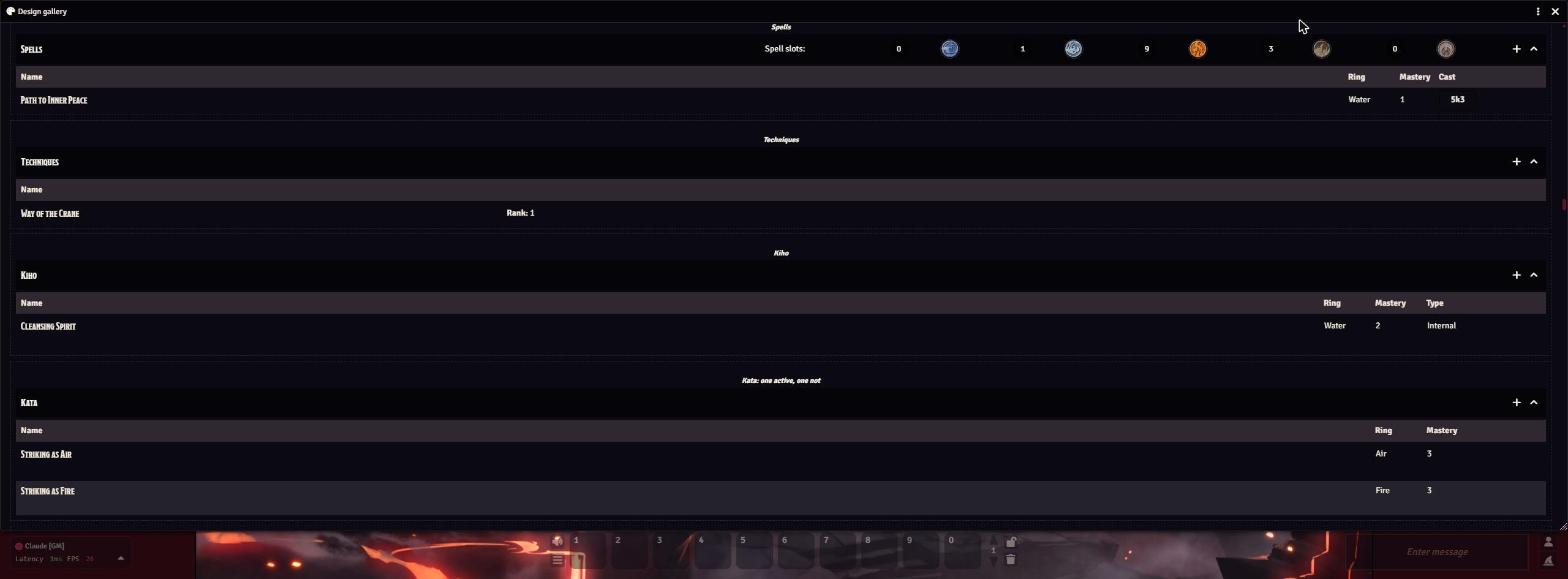 Design gallery
Spells
Spells Spell slots: 0 1 9 3 0
Name Ring Mastery Cast
Path to Inner Peace Water 1 5k3
Techniques
Techniques
Name
Way of the Crane Rank: 1
Kiho
Kiho
Name Ring Mastery Type
Cleansing Spirit Water 2 Internal
Kata: one active, one not
Kata
Name Ring Mastery
Striking as Air Air 3
Striking as Fire Fire 3
Claude [GM]
Latency 3ms FPS 26
1 2 3 4 5 6 7 8 9 0
1
Enter message